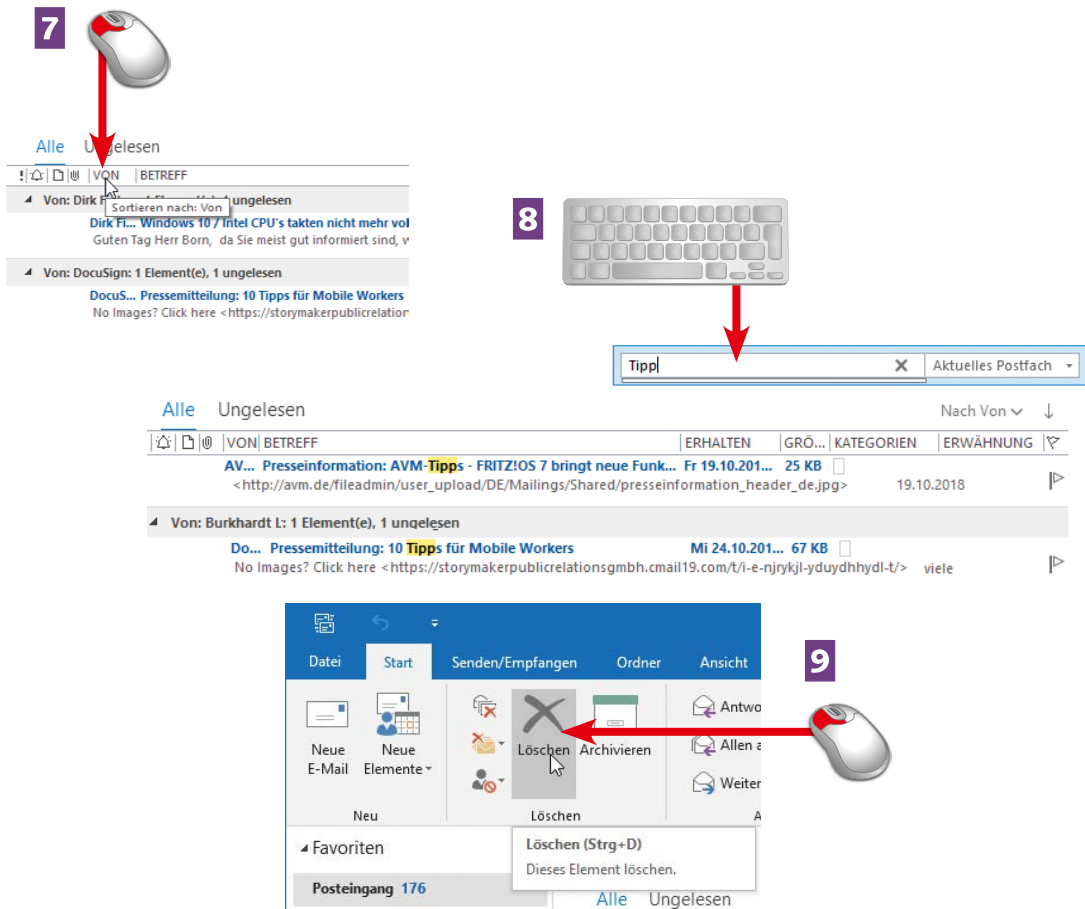 7
Alle Ungelesen
! VON BETREFF
Von: Dirk ungelesen
Sortieren nach: Von
Dirk Fi... Windows 10 / Intel CPU's takten nicht mehr vol
Guten Tag Herr Born, da Sie meist gut informiert sind, v
Von: DocuSign: 1 Element(e), 1 ungelesen
DocuS... Pressemitteilung: 10 Tipps für Mobile Workers
No Images? Click here <https://storymakerpublicrelation
8
Tipp Aktuelles Postfach
Alle Ungelesen Nach Von
VON BETREFF ERHALTEN GRÖ... KATEGORIEN ERWÄHNUNG
AV... Presseinformation: AVM-Tipps - FRITZ!OS 7 bringt neue Funk... Fr 19.10.201... 25 KB
<http://avm.de/fileadmin/user_upload/DE/Mailings/Shared/presseinformation_header_de.jpg> 19.10.2018
Von: Burkhardt L: 1 Element(e), 1 ungelesen
Do... Pressemitteilung: 10 Tipps für Mobile Workers Mi 24.10.201... 67 KB
No Images? Click here <https://storymakerpublicrelationsgmbh.cmail19.com/t/i-e-njrykjl-yduydhhydl-t/> viele
9
Datei Start Senden/Empfangen Ordner Ansicht
Neue E-Mail
Neue Elemente
Löschen
Archivieren
Antwo
Allen a
Weiter
Neu Löschen A
Favoriten
Löschen (Strg+D)
Dieses Element löschen.
Posteingang 176
Alle Ungelesen